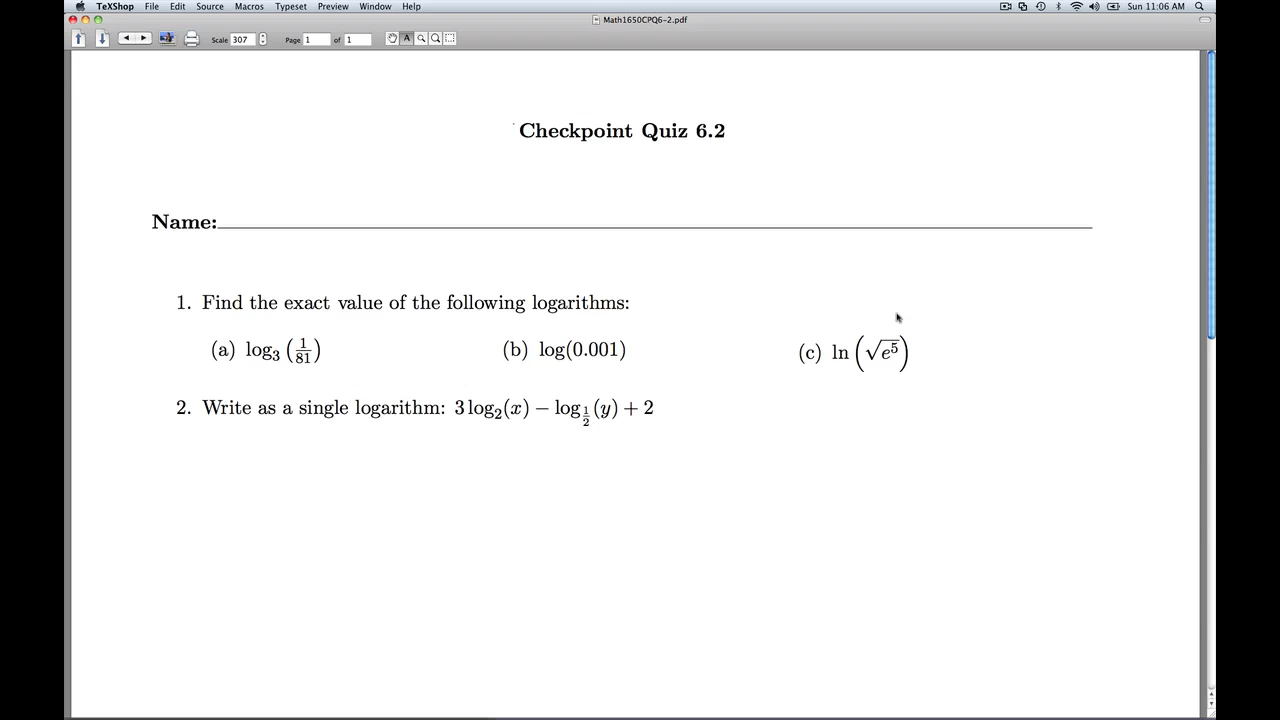 TeXShop File Edit Source Macros Typeset Preview Window Help Sun 11:06 AM
Math1650CPQ6-2.pdf
Scale 307 Page 1 of 1 A
Checkpoint Quiz 6.2
Name:
1. Find the exact value of the following logarithms:
(a) log₃ (1/81) (b) log(0.001) (c) ln (√e⁵)
2. Write as a single logarithm: 3 log₂(x) − log_{1/2}(y) + 2